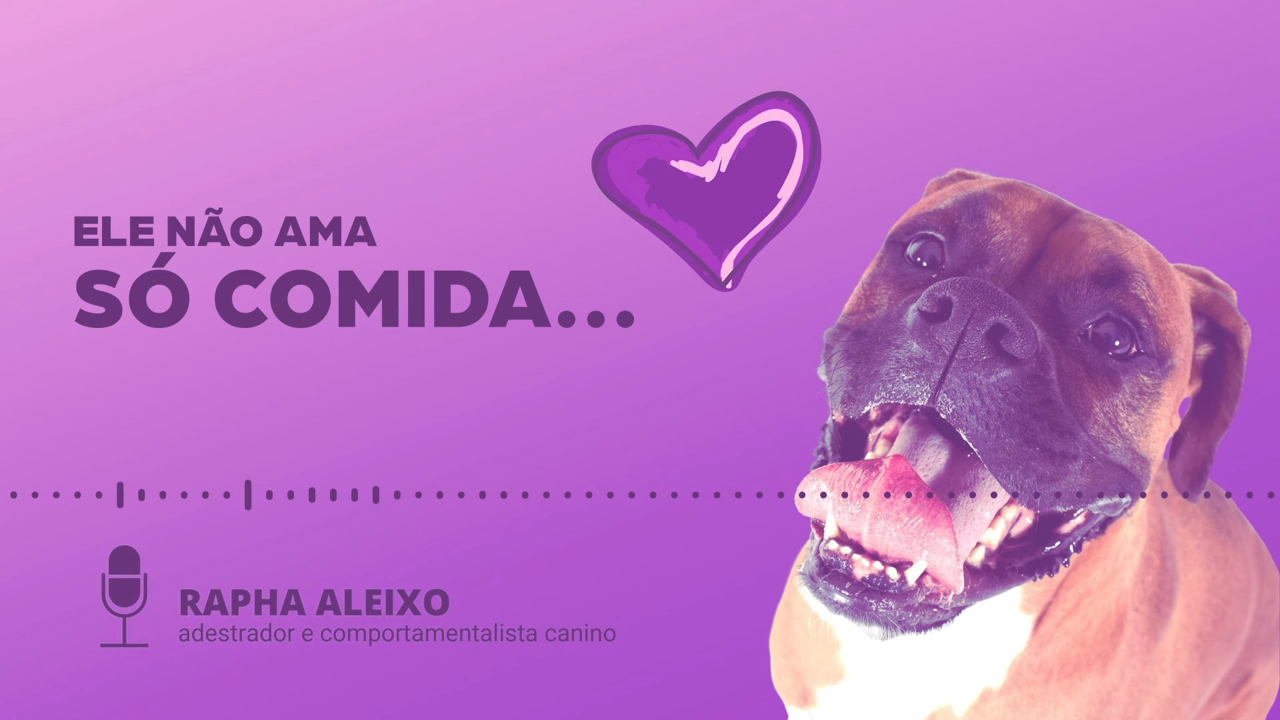 ELE NÃO AMA
SÓ COMIDA...
RAPHA ALEIXO
adestrador e comportamentalista canino